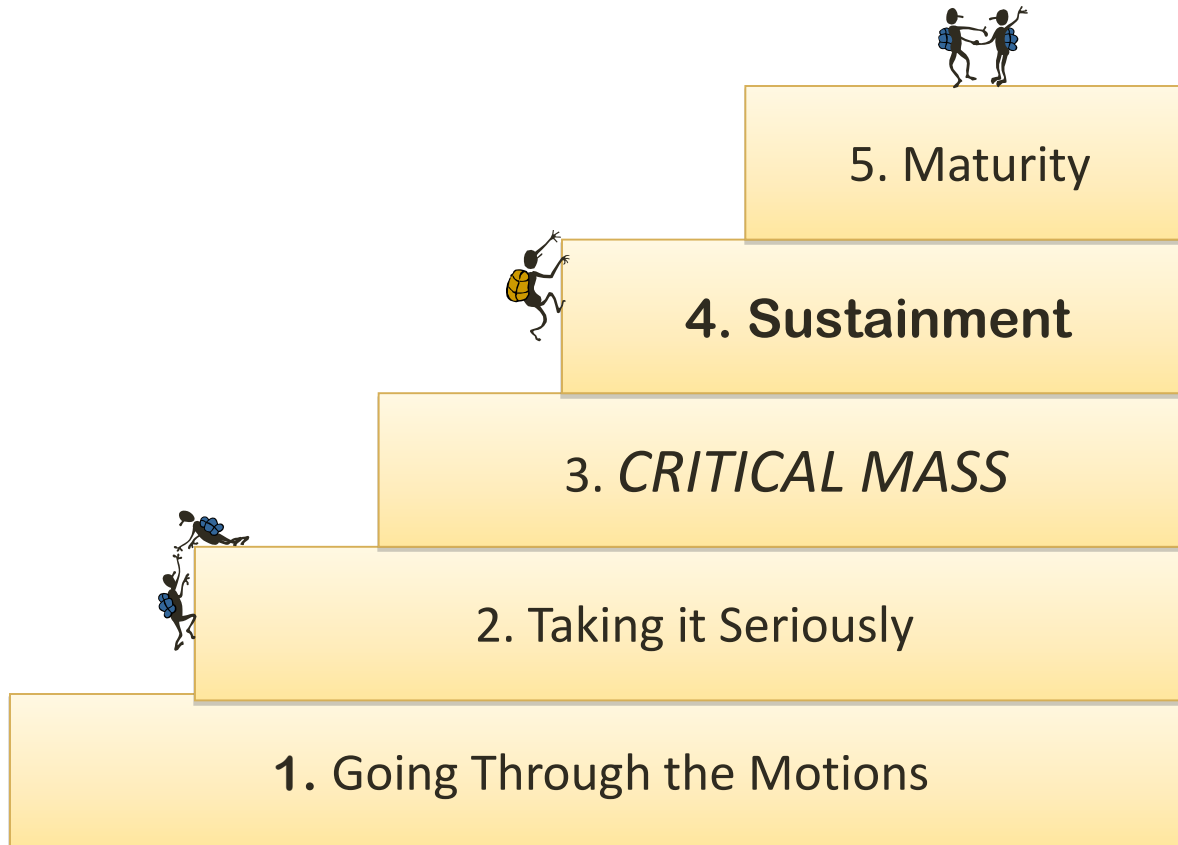 5. Maturity
4. Sustainment
3. CRITICAL MASS
2. Taking it Seriously
1. Going Through the Motions